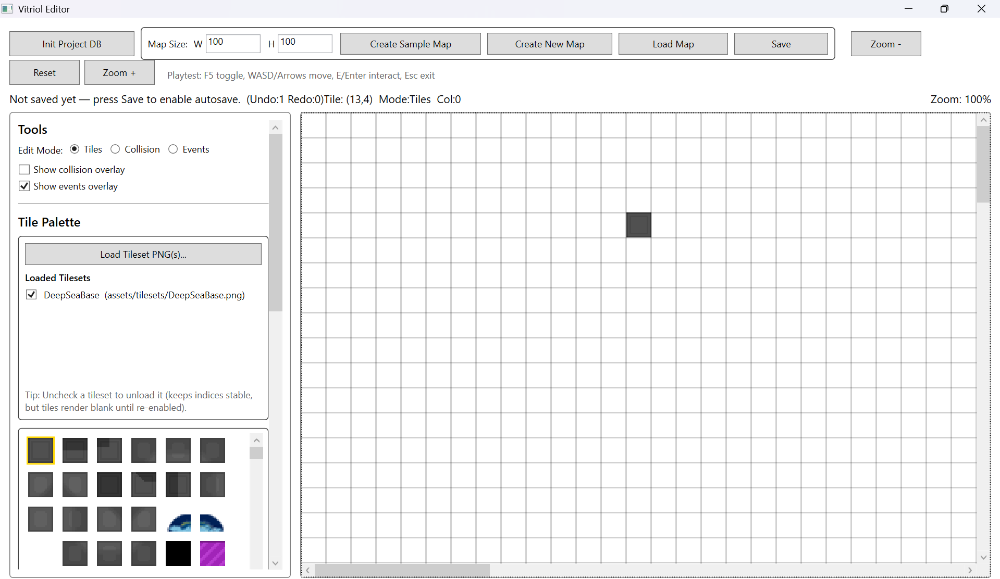 Vitriol Editor
Init Project DB
Map Size: W 100 H 100 Create Sample Map Create New Map Load Map Save
Zoom -
Reset Zoom + Playtest: F5 toggle, WASD/Arrows move, E/Enter interact, Esc exit
Not saved yet — press Save to enable autosave. (Undo:1 Redo:0)Tile: (13,4) Mode:Tiles Col:0
Zoom: 100%
Tools
Edit Mode: Tiles Collision Events
Show collision overlay
Show events overlay
Tile Palette
Load Tileset PNG(s)...
Loaded Tilesets
DeepSeaBase (assets/tilesets/DeepSeaBase.png)
Tip: Uncheck a tileset to unload it (keeps indices stable,
but tiles render blank until re-enabled).